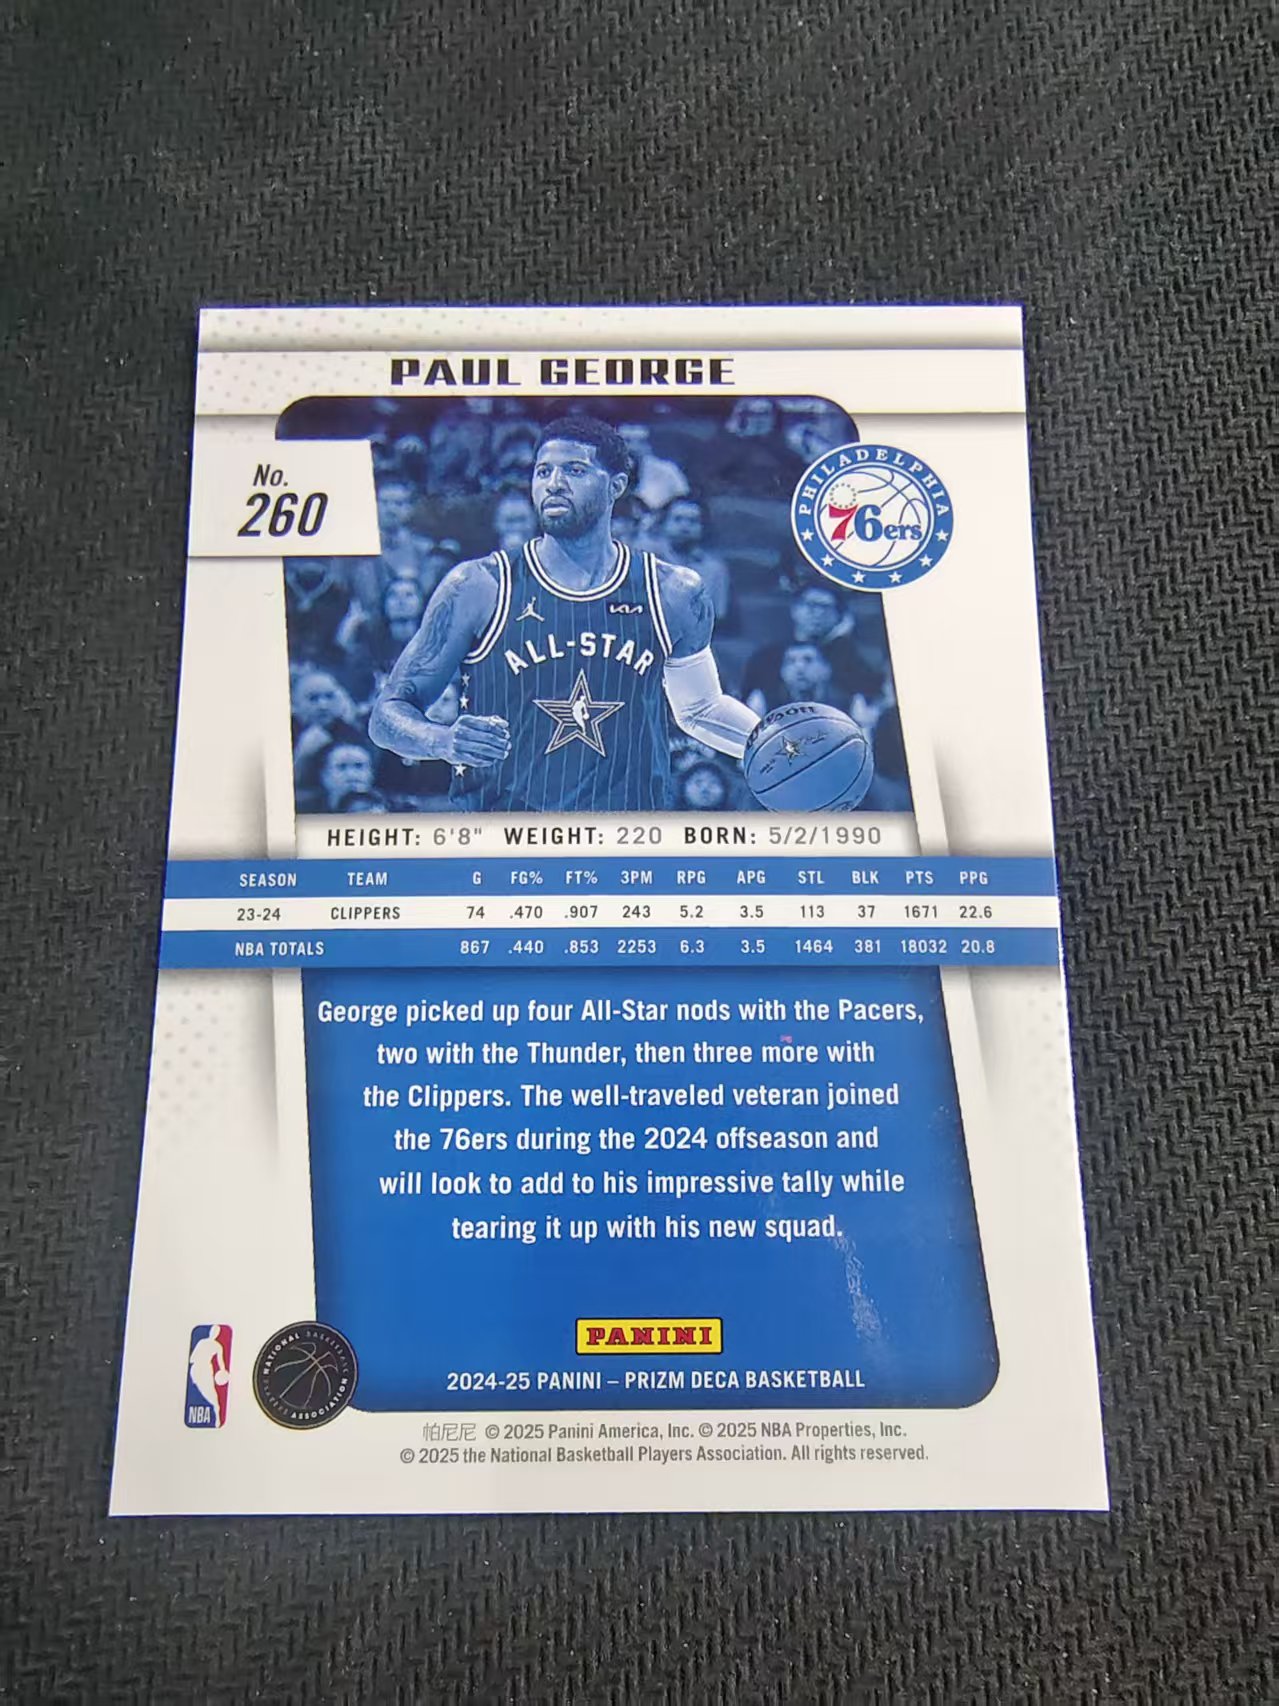 PAUL GEORGE
No.
260
PHILADELPHIA
76ers
KIA
ALL-STAR
Wilson
HEIGHT: 6'8" WEIGHT: 220 BORN: 5/2/1990
SEASON TEAM G FG% FT% 3PM RPG APG STL BLK PTS PPG
23-24 CLIPPERS 74 .470 .907 243 5.2 3.5 113 37 1671 22.6
NBA TOTALS 867 .440 .853 2253 6.3 3.5 1464 381 18032 20.8
George picked up four All-Star nods with the Pacers,
two with the Thunder, then three more with
the Clippers. The well-traveled veteran joined
the 76ers during the 2024 offseason and
will look to add to his impressive tally while
tearing it up with his new squad.
PANINI
2024-25 PANINI – PRIZM DECA BASKETBALL
NBA
NATIONAL BASKETBALL PLAYERS ASSOCIATION
帕尼尼 © 2025 Panini America, Inc. © 2025 NBA Properties, Inc.
© 2025 the National Basketball Players Association. All rights reserved.